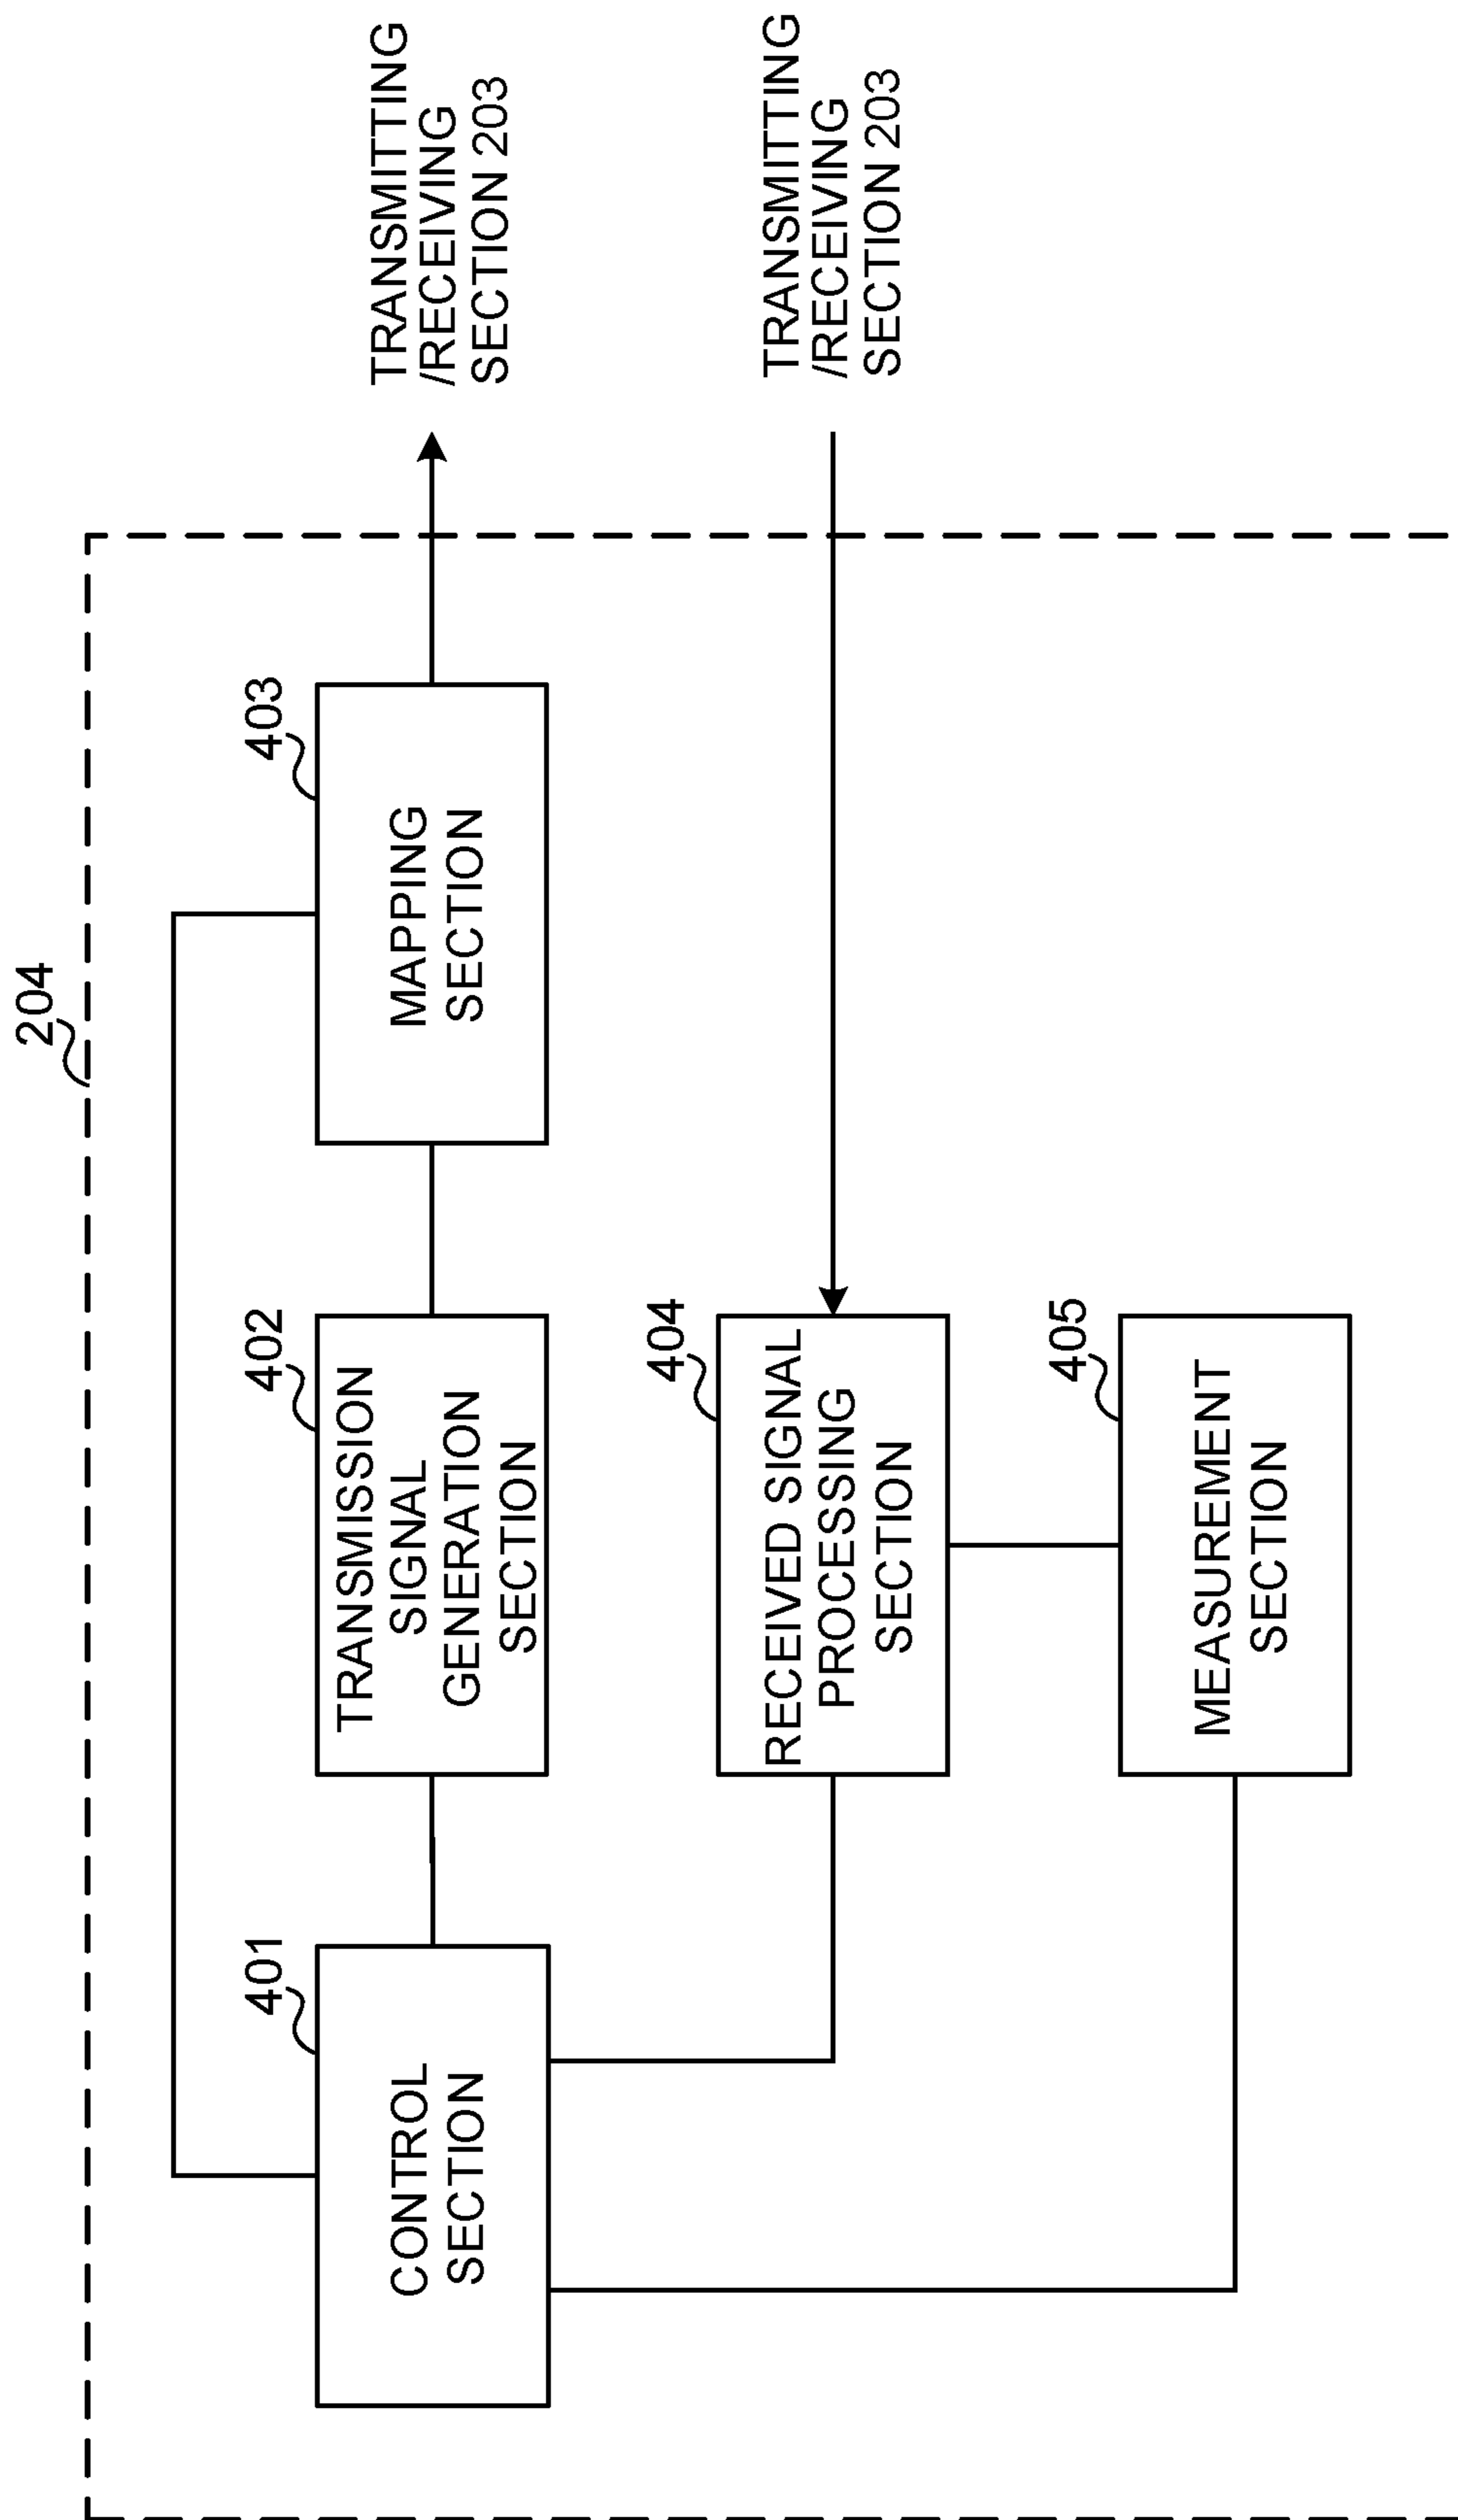 204
401
CONTROL
SECTION
402
TRANSMISSION
SIGNAL
GENERATION
SECTION
403
MAPPING
SECTION
TRANSMITTING
/RECEIVING
SECTION 203
404
RECEIVED SIGNAL
PROCESSING
SECTION
TRANSMITTING
/RECEIVING
SECTION 203
405
MEASUREMENT
SECTION